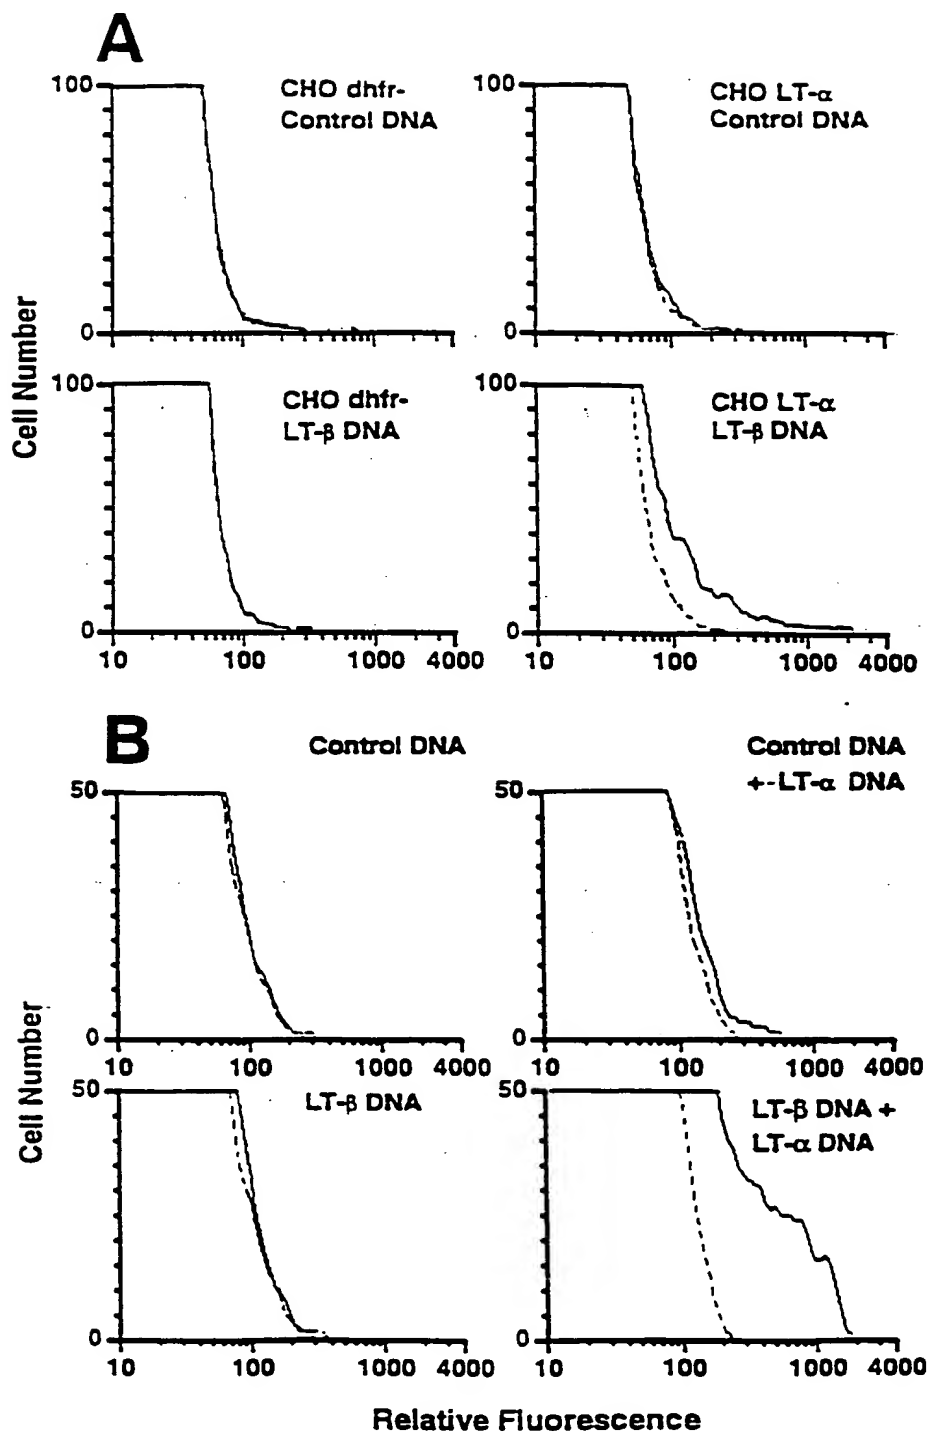 A
100
CHO dhfr-
Control DNA
0
100
CHO LT-α
Control DNA
0
Cell Number
100
CHO dhfr-
LT-β DNA
0
10 100 1000 4000
100
CHO LT-α
LT-β DNA
0
10 100 1000 4000
B
Control DNA
50
0
10 100 1000 4000
Control DNA
+-LT-α DNA
50
0
10 100 1000 4000
Cell Number
50
LT-β DNA
0
10 100 1000 4000
50
LT-β DNA +
LT-α DNA
0
10 100 1000 4000
Relative Fluorescence